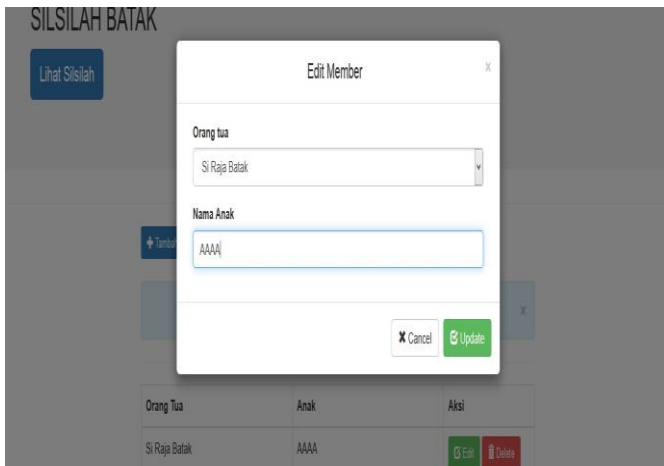 SILSILAH BATAK
Lihat Silsilah
Edit Member
X
Orang tua
Si Raja Batak
Nama Anak
AAAA
Cancel Update
X
Orang Tua Anak Aksi
Si Raja Batak AAAA Edit Delete